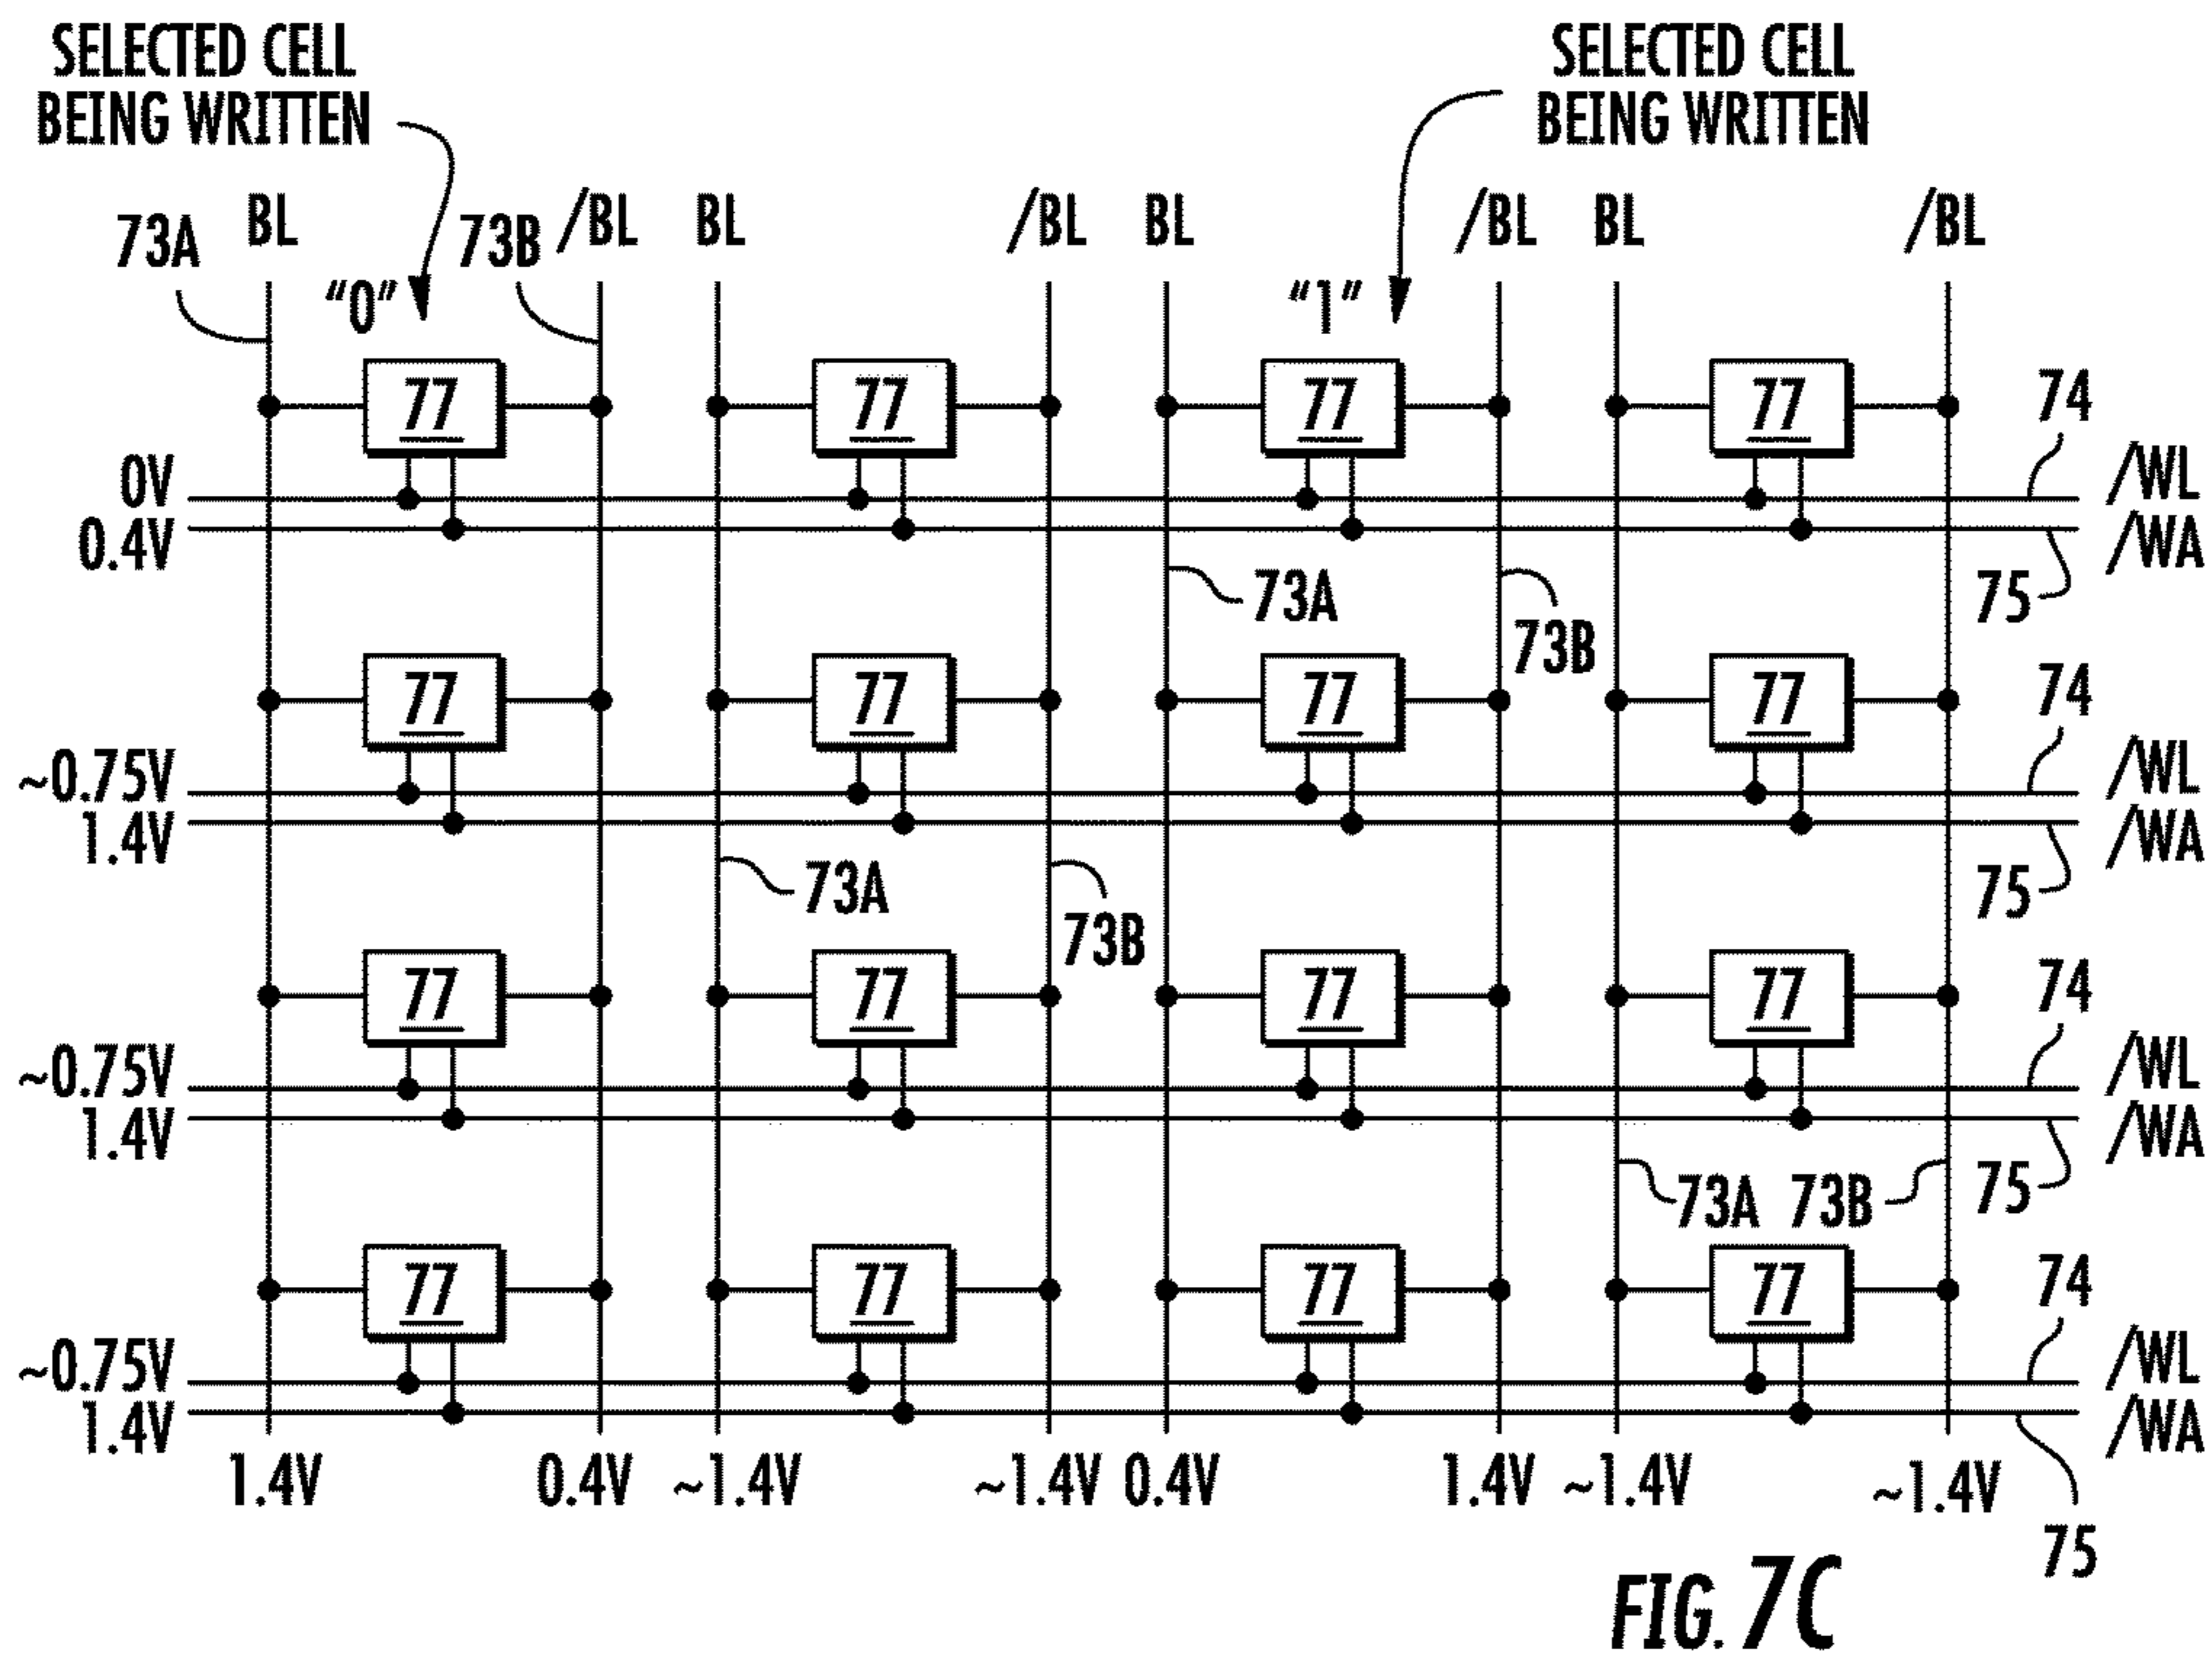 SELECTED CELL
BEING WRITTEN
SELECTED CELL
BEING WRITTEN
73A BL 73B /BL BL /BL BL /BL BL /BL
"0" "1"
77 77 77 77
74
0V /WL
0.4V /WA
73A 73B 75
77 77 77 77
74
~0.75V /WL
1.4V /WA
73A 73B 75
77 77 77 77
74
~0.75V /WL
1.4V /WA
73A 73B 75
77 77 77 77
74
~0.75V /WL
1.4V /WA
1.4V 0.4V ~1.4V ~1.4V 0.4V 1.4V ~1.4V ~1.4V
75
FIG. 7C